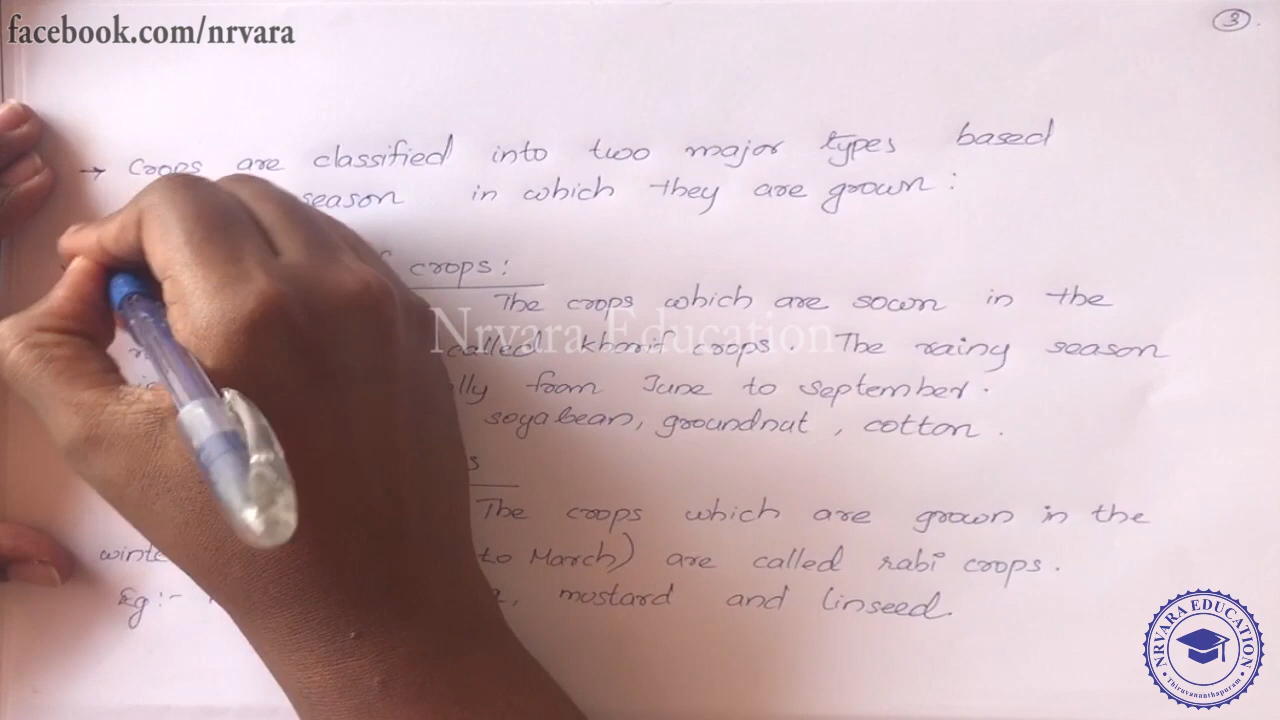 facebook.com/nrvara
3
→ Crops are classified into two major types based
season in which they are grown :
crops :
The crops which are sown in the
called kharif crops . The rainy season
from June to September.
soyabean, groundnut , cotton .
The crops which are grown in the
to March) are called rabi crops .
Eg :- mustard and linseed.
Nrvara Education
NRVARA EDUCATION
Thiruvananthapuram